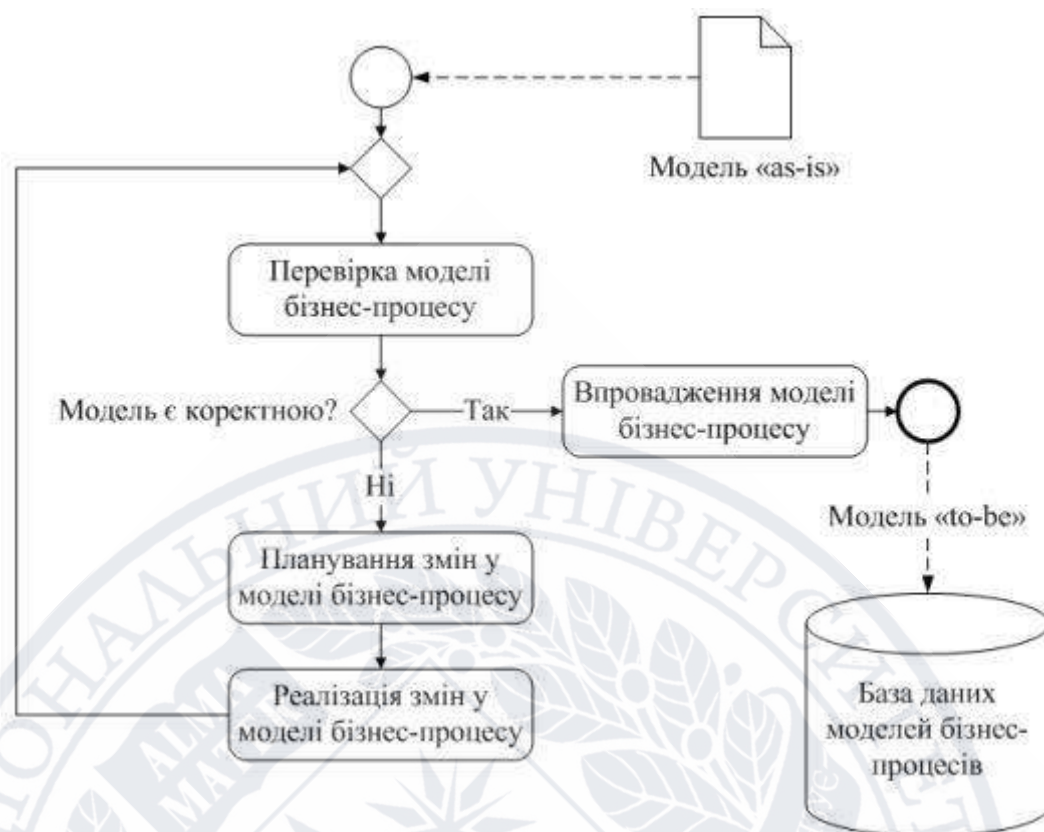 Модель «as-is»
Перевірка моделі
бізнес-процесу
Модель є коректною?
Так
Впровадження моделі
бізнес-процесу
Ні
Модель «to-be»
Планування змін у
моделі бізнес-процесу
Реалізація змін у
моделі бізнес-процесу
База даних
моделей бізнес-
процесів
ALMA